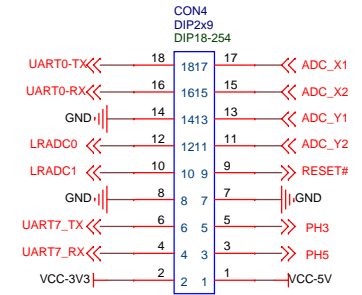 CON4
DIP2x9
DIP18-254
UART0-TX 18 1817 17 ADC_X1
UART0-RX 16 1615 15 ADC_X2
GND 14 1413 13 ADC_Y1
LRADC0 12 1211 11 ADC_Y2
LRADC1 10 10 9 9 RESET#
GND 8 8 7 7 GND
UART7_TX 6 6 5 5 PH3
UART7_RX 4 4 3 3 PH5
VCC-3V3 2 2 1 1 VCC-5V